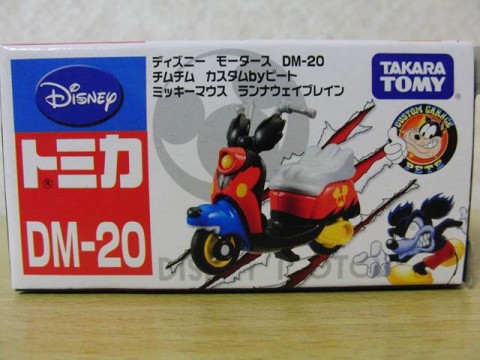 ディズニー モータース DM-20
チムチム カスタムbyピート
ミッキーマウス ランナウェイブレイン
TAKARA
TOMY
Disney
トミカ
®
DM-20
CUSTOM GARAGE
PETE
DISNEY MOTO